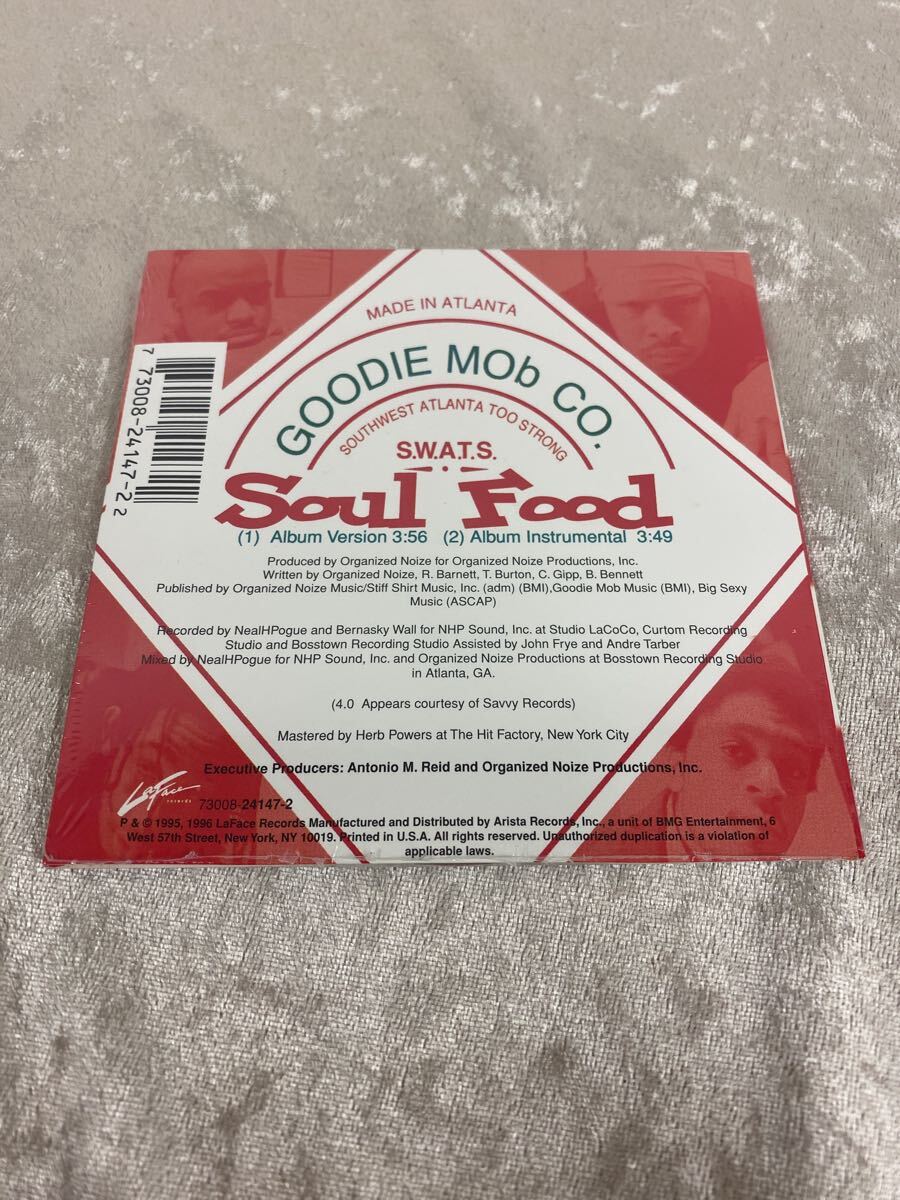 MADE IN ATLANTA
GOODIE MOb CO.
SOUTHWEST ATLANTA TOO STRONG
S.W.A.T.S.
Soul Food
(1) Album Version 3:56 (2) Album Instrumental 3:49
Produced by Organized Noize for Organized Noize Productions, Inc.
Written by Organized Noize, R. Barnett, T. Burton, C. Gipp, B. Bennett
Published by Organized Noize Music/Stiff Shirt Music, Inc. (adm) (BMI),Goodie Mob Music (BMI), Big Sexy
Music (ASCAP)
Recorded by NealHPogue and Bernasky Wall for NHP Sound, Inc. at Studio LaCoCo, Curtom Recording
Studio and Bosstown Recording Studio Assisted by John Frye and Andre Tarber
Mixed by NealHPogue for NHP Sound, Inc. and Organized Noize Productions at Bosstown Recording Studio
in Atlanta, GA.
(4.0 Appears courtesy of Savvy Records)
Mastered by Herb Powers at The Hit Factory, New York City
Executive Producers: Antonio M. Reid and Organized Noize Productions, Inc.
LaFace
records
73008-24147-2
P & © 1995, 1996 LaFace Records Manufactured and Distributed by Arista Records, Inc., a unit of BMG Entertainment, 6
West 57th Street, New York, NY 10019. Printed in U.S.A. All rights reserved. Unauthorized duplication is a violation of
applicable laws.
7 73008-24147-2 2